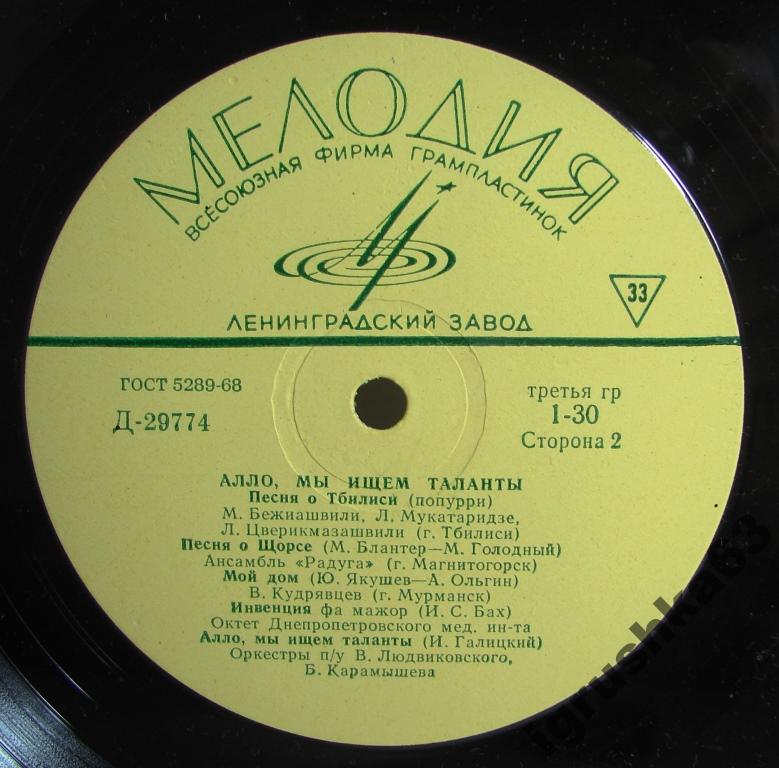 МЕЛОДИЯ
ВСЕСОЮЗНАЯ ФИРМА ГРАМПЛАСТИНОК
33
ЛЕНИНГРАДСКИЙ ЗАВОД
ГОСТ 5289-68
Д-29774
третья гр
1-30
Сторона 2
АЛЛО, МЫ ИЩЕМ ТАЛАНТЫ
Песня о Тбилиси (попурри)
М. Бежиашвили, Л. Мукатаридзе,
Л. Цверикмазашвили (г. Тбилиси)
Песня о Щорсе (М. Блантер—М. Голодный)
Ансамбль «Радуга» (г. Магнитогорск)
Мой дом (Ю. Якушев—А. Ольгин)
В. Кудрявцев (г. Мурманск)
Инвенция фа мажор (И. С. Бах)
Октет Днепропетровского мед. ин-та
Алло, мы ищем таланты (И. Галицкий)
Оркестры п/у В. Людвиковского,
Б. Карамышева
igrushka63